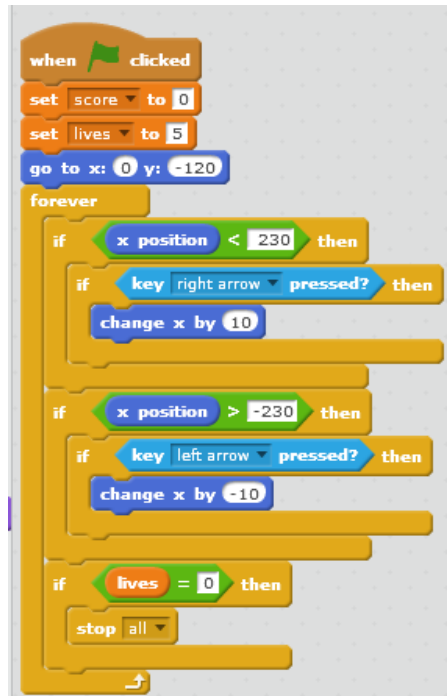 when clicked
set score to 0
set lives to 5
go to x: 0 y: -120
forever
if x position < 230 then
if key right arrow pressed? then
change x by 10
if x position > -230 then
if key left arrow pressed? then
change x by -10
if lives = 0 then
stop all